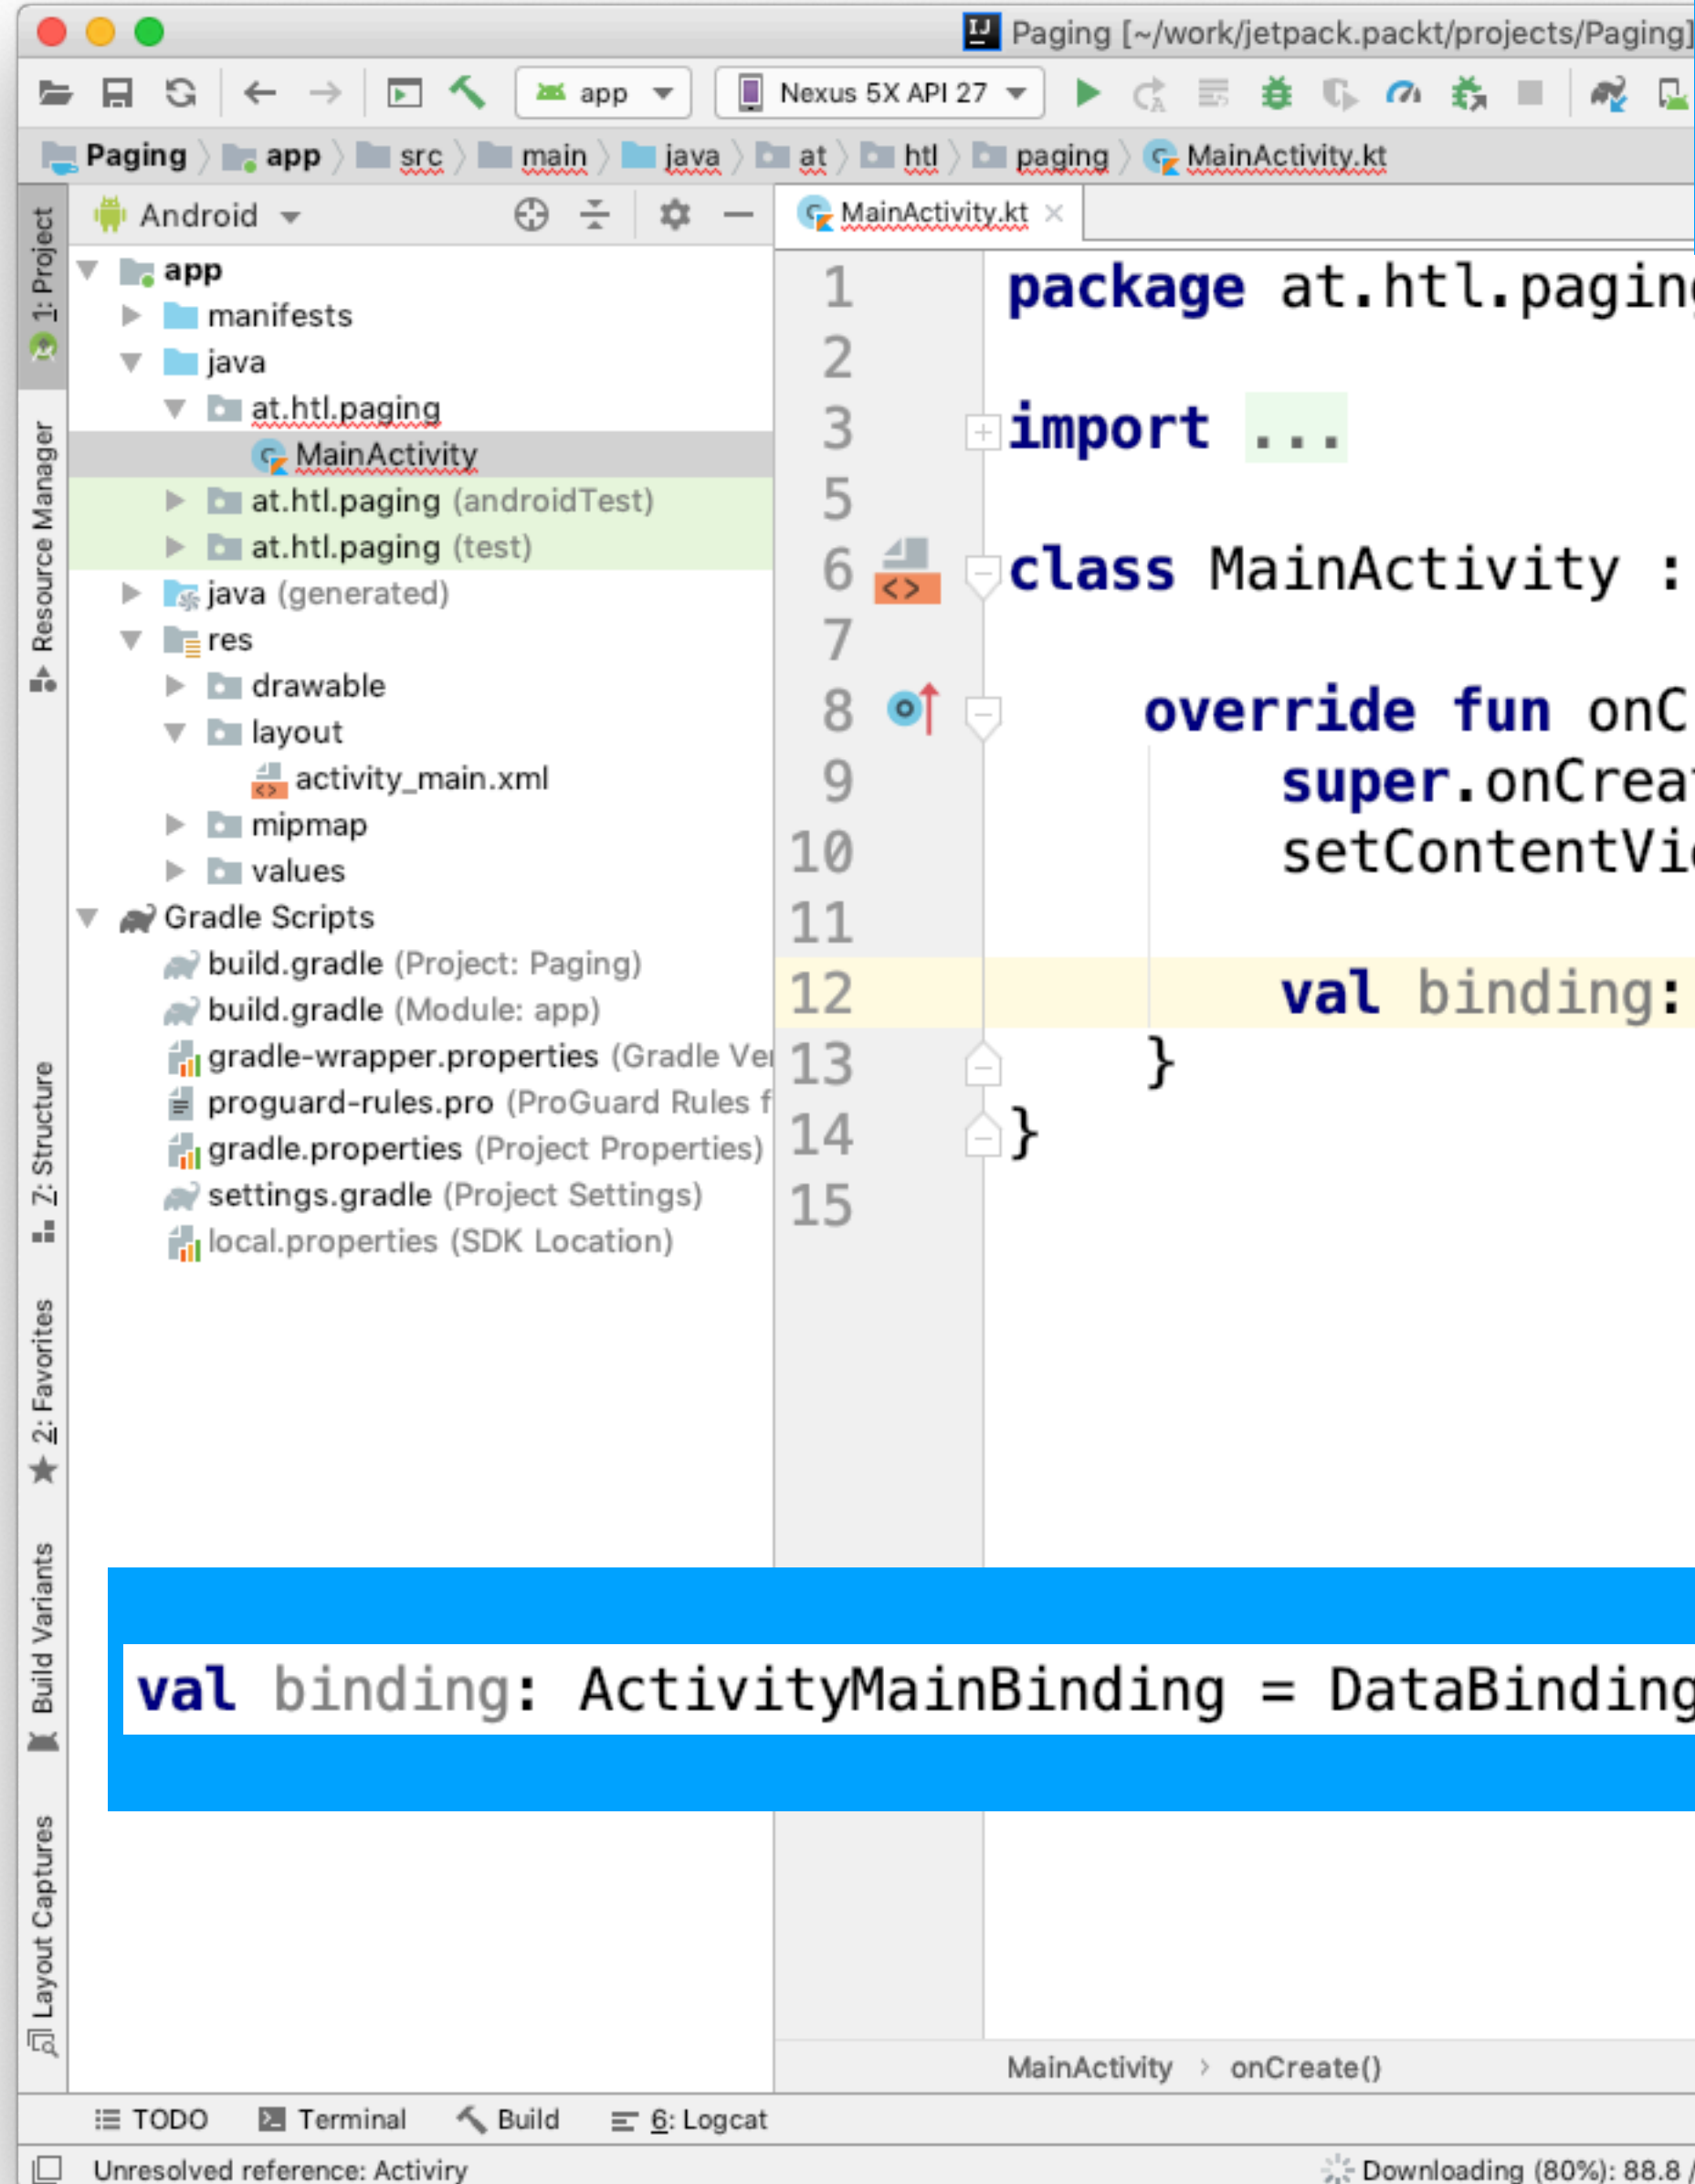 Paging [~/work/jetpack.packt/projects/Paging]
app Nexus 5X API 27
Paging app src main java at htl paging MainActivity.kt
1: Project
Resource Manager
7: Structure
2: Favorites
Build Variants
Layout Captures
Android
app
manifests
java
at.htl.paging
MainActivity
at.htl.paging (androidTest)
at.htl.paging (test)
java (generated)
res
drawable
layout
activity_main.xml
mipmap
values
Gradle Scripts
build.gradle (Project: Paging)
build.gradle (Module: app)
gradle-wrapper.properties (Gradle Ver
proguard-rules.pro (ProGuard Rules f
gradle.properties (Project Properties)
settings.gradle (Project Settings)
local.properties (SDK Location)
MainActivity.kt
1 package at.htl.paging
2
3 import ...
5
6 class MainActivity :
7
8 override fun onC
9 super.onCreat
10 setContentVie
11
12 val binding:
13 }
14 }
15
val binding: ActivityMainBinding = DataBinding
MainActivity › onCreate()
TODO Terminal Build 6: Logcat
Unresolved reference: Activiry Downloading (80%): 88.8 /